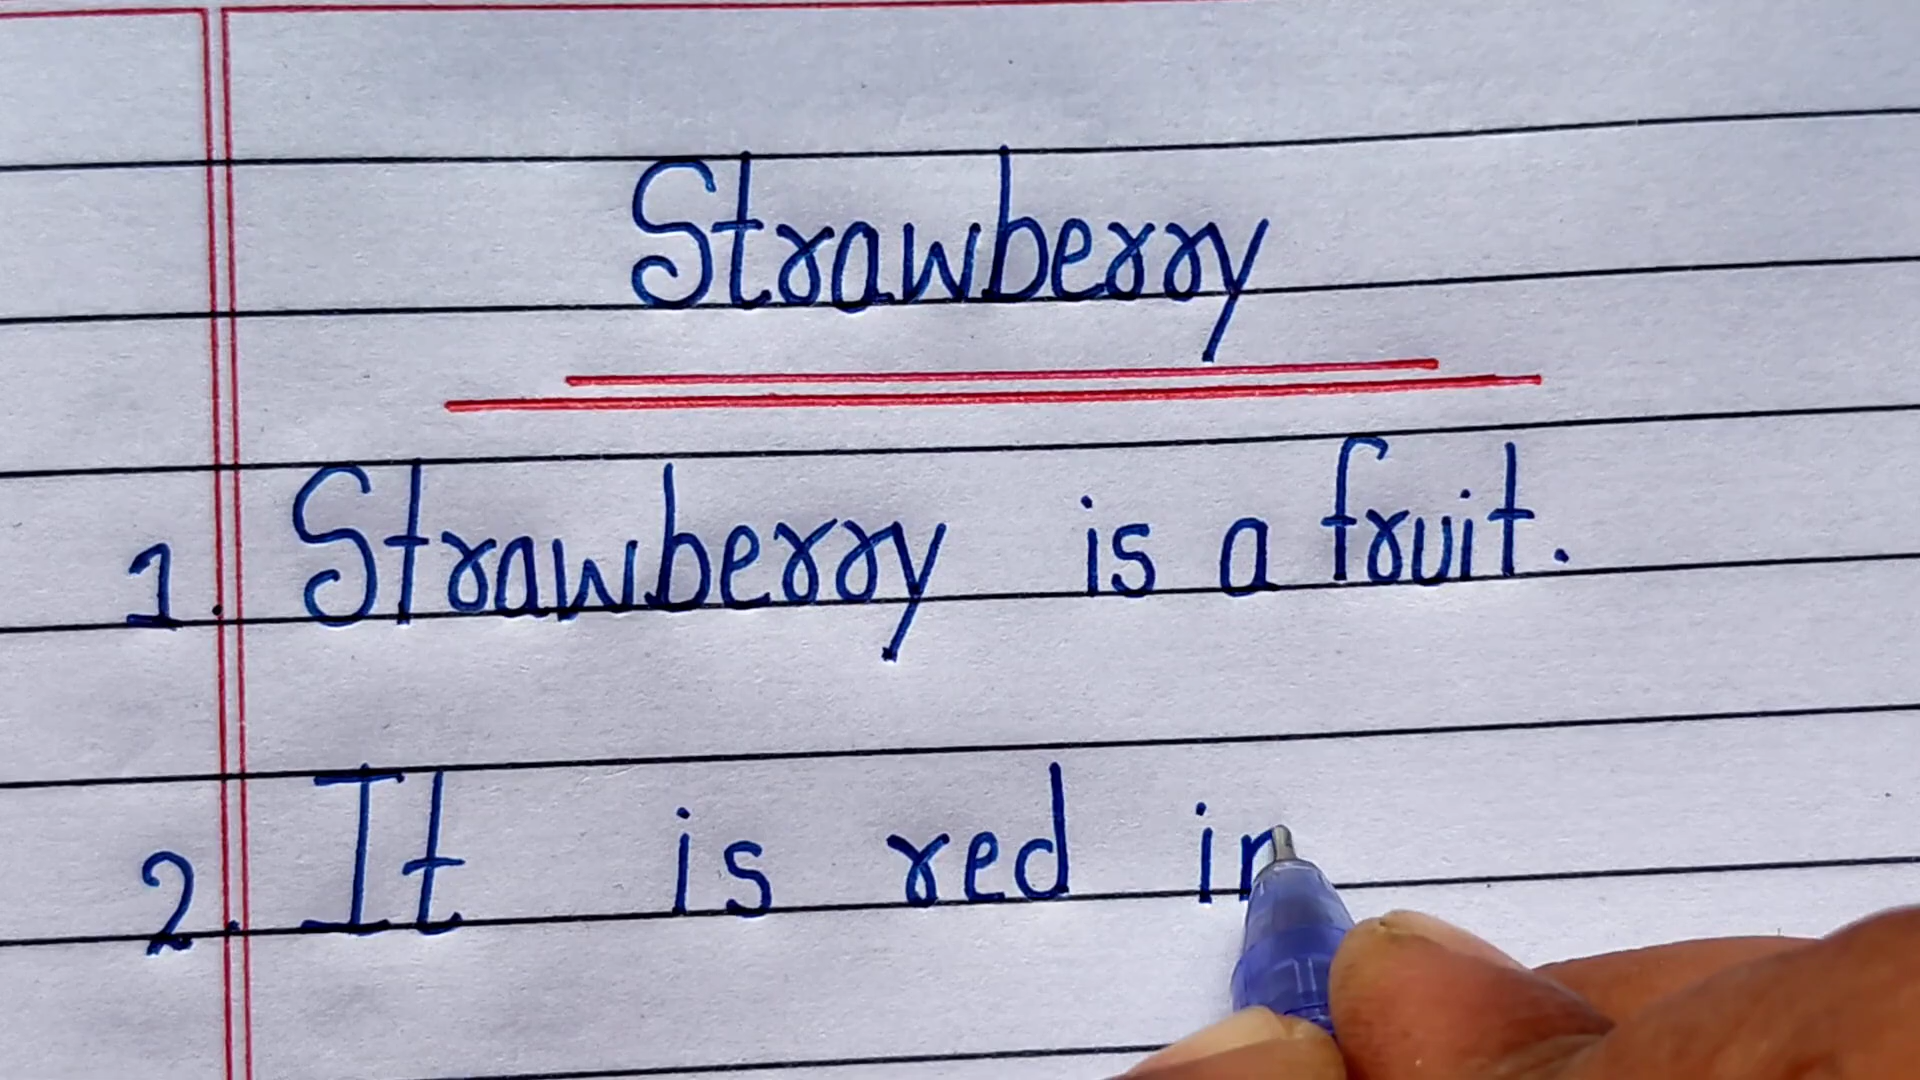 Strawberry
1. Strawberry is a fruit.
2. It is red in